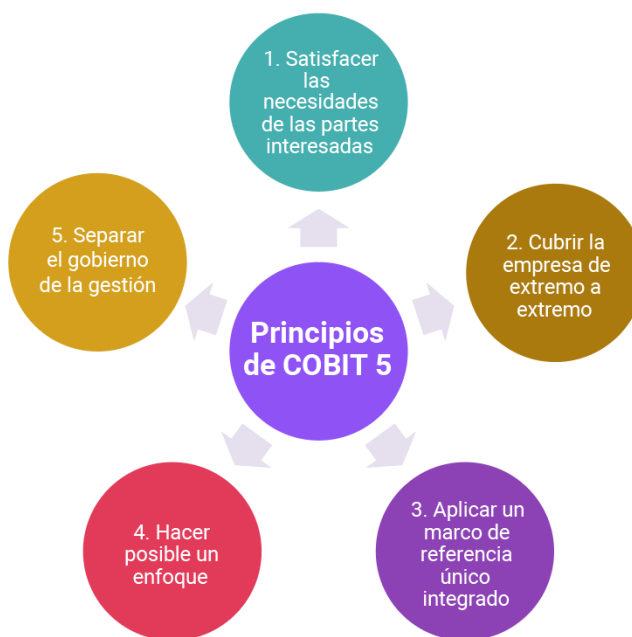 1. Satisfacer
las
necesidades
de las partes
interesadas
5. Separar
el gobierno
de la gestión
2. Cubrir la
empresa de
extremo a
extremo
Principios
de COBIT 5
4. Hacer
posible un
enfoque
3. Aplicar un
marco de
referencia
único
integrado